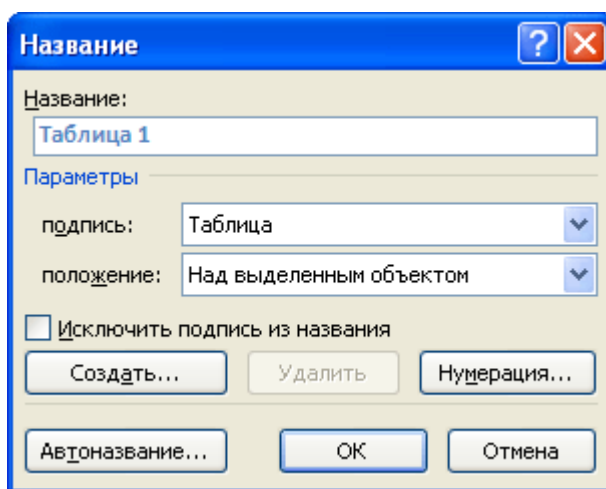 Название
Название:
Таблица 1
Параметры
подпись: Таблица
положение: Над выделенным объектом
Исключить подпись из названия
Создать... Удалить Нумерация...
Автоназвание... ОК Отмена